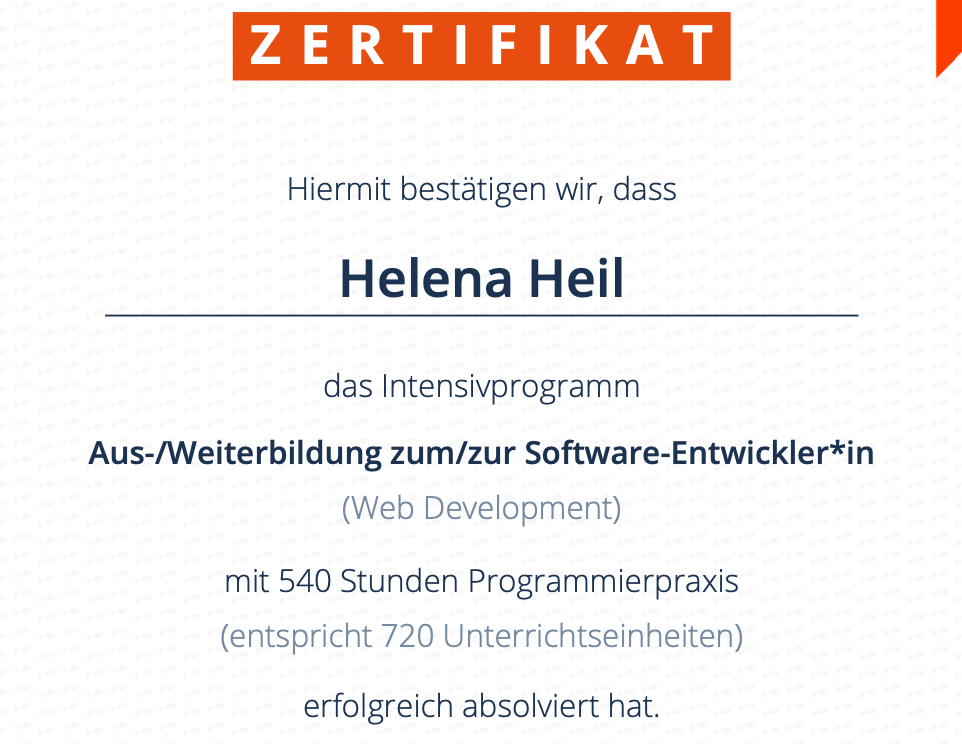 ZERTIFIKAT
Hiermit bestätigen wir, dass
Helena Heil
das Intensivprogramm
Aus-/Weiterbildung zum/zur Software-Entwickler*in
(Web Development)
mit 540 Stunden Programmierpraxis
(entspricht 720 Unterrichtseinheiten)
erfolgreich absolviert hat.